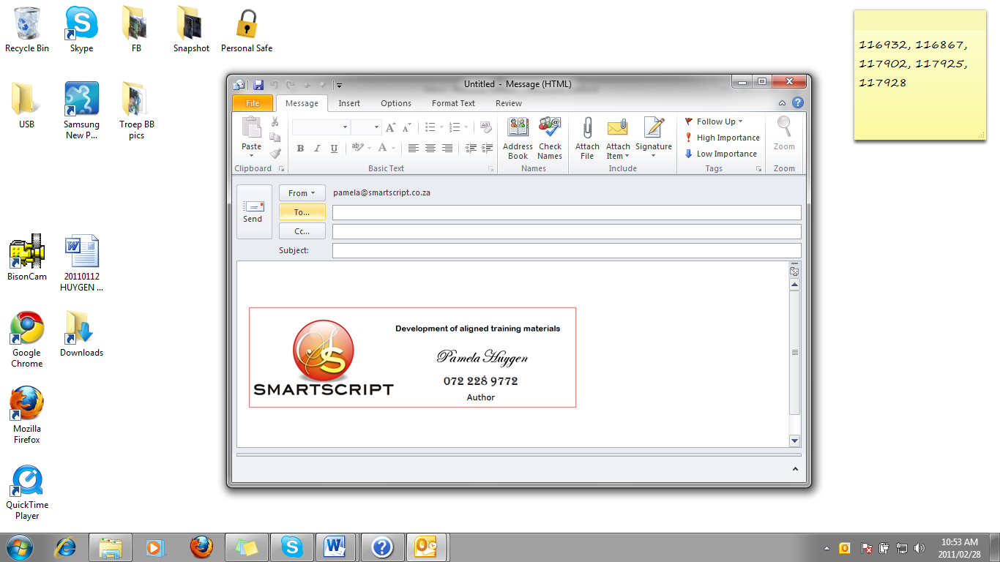 Recycle Bin
Skype
FB
Snapshot
Personal Safe
USB
Samsung
New P...
Troep BB
pics
BisonCam
20110112
HUYGEN ...
Google
Chrome
Downloads
Mozilla
Firefox
QuickTime
Player
116932, 116867,
117902, 117925,
117928
Untitled - Message (HTML)
File Message Insert Options Format Text Review
Paste
Clipboard
B I U
Basic Text
Address
Book
Check
Names
Names
Attach
File
Attach
Item
Signature
Include
Follow Up
High Importance
Low Importance
Tags
Zoom
Zoom
Send
From pamela@smartscript.co.za
To...
Cc...
Subject:
SMARTSCRIPT
Development of aligned training materials
Pamela Huygen
072 228 9772
Author
10:53 AM
2011/02/28